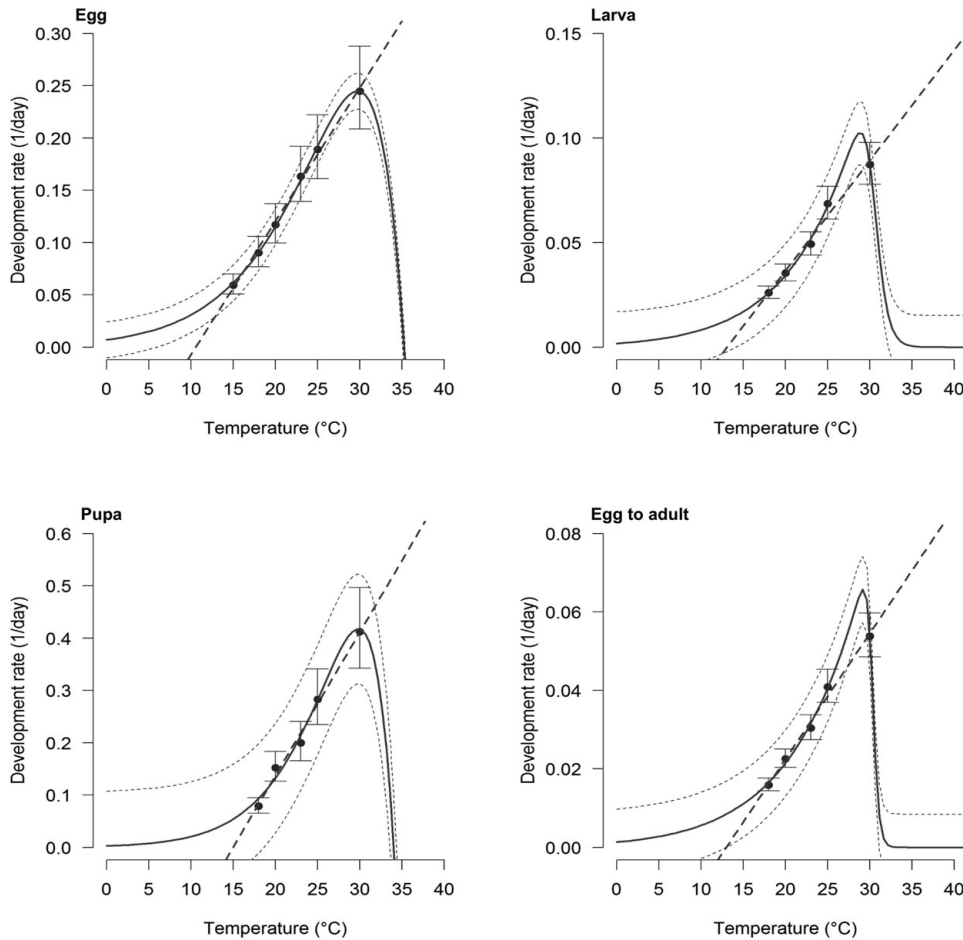 Egg
Development rate (1/day)
0.30
0.25
0.20
0.15
0.10
0.05
0.00
0 5 10 15 20 25 30 35 40
Temperature (°C)
Larva
Development rate (1/day)
0.15
0.10
0.05
0.00
0 5 10 15 20 25 30 35 40
Temperature (°C)
Pupa
Development rate (1/day)
0.6
0.5
0.4
0.3
0.2
0.1
0.0
0 5 10 15 20 25 30 35 40
Temperature (°C)
Egg to adult
Development rate (1/day)
0.08
0.06
0.04
0.02
0.00
0 5 10 15 20 25 30 35 40
Temperature (°C)